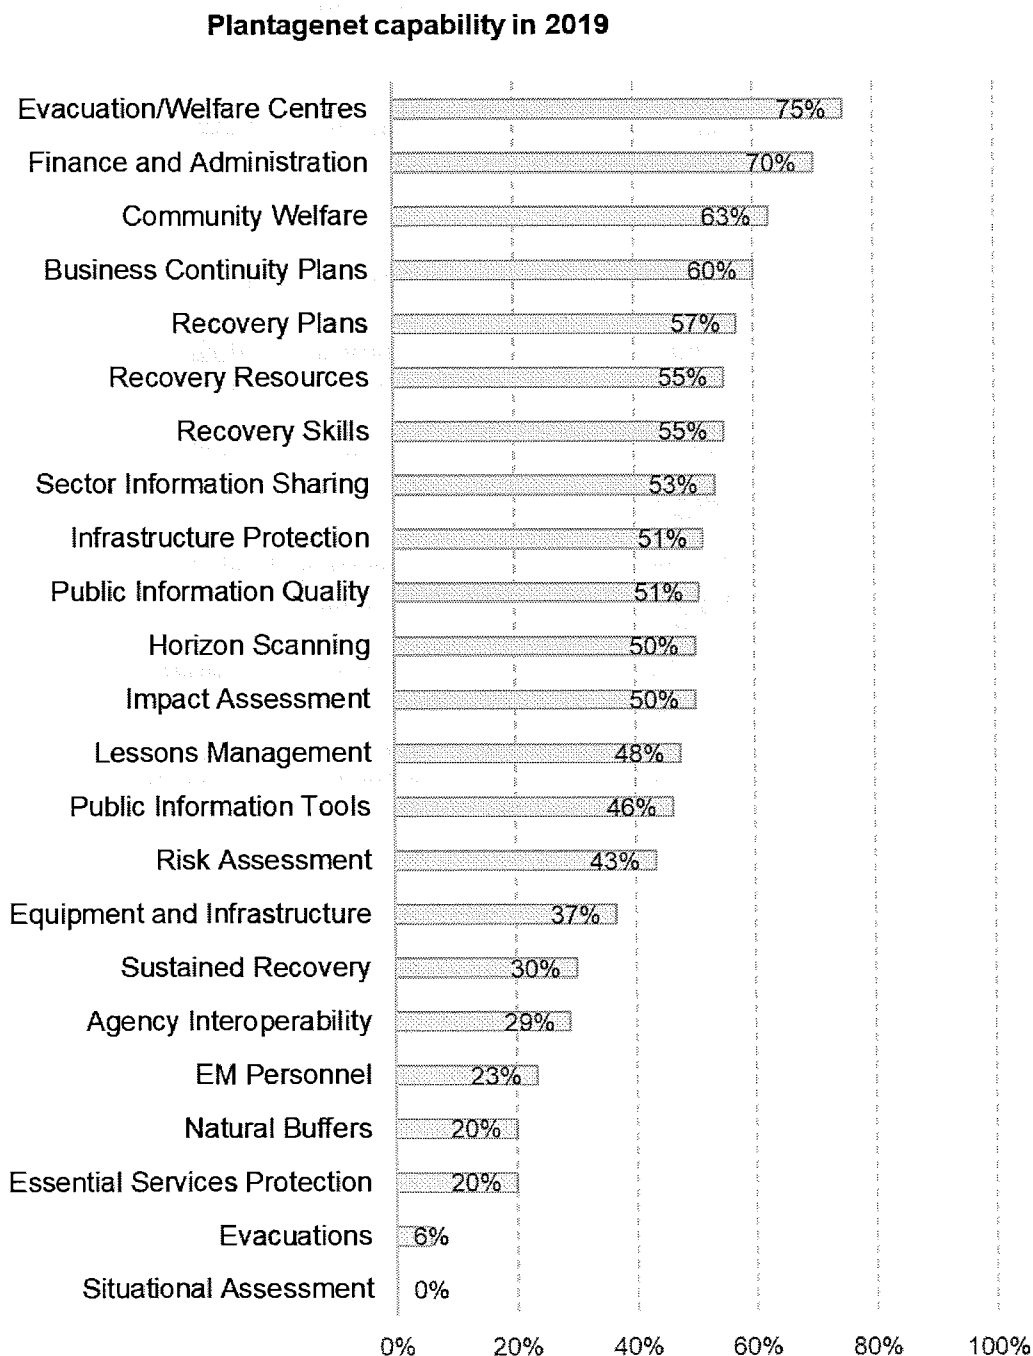 Plantagenet capability in 2019
Evacuation/Welfare Centres 75%
Finance and Administration 70%
Community Welfare 63%
Business Continuity Plans 60%
Recovery Plans 57%
Recovery Resources 55%
Recovery Skills 55%
Sector Information Sharing 53%
Infrastructure Protection 51%
Public Information Quality 51%
Horizon Scanning 50%
Impact Assessment 50%
Lessons Management 48%
Public Information Tools 46%
Risk Assessment 43%
Equipment and Infrastructure 37%
Sustained Recovery 30%
Agency Interoperability 29%
EM Personnel 23%
Natural Buffers 20%
Essential Services Protection 20%
Evacuations 6%
Situational Assessment 0%
0% 20% 40% 60% 80% 100%